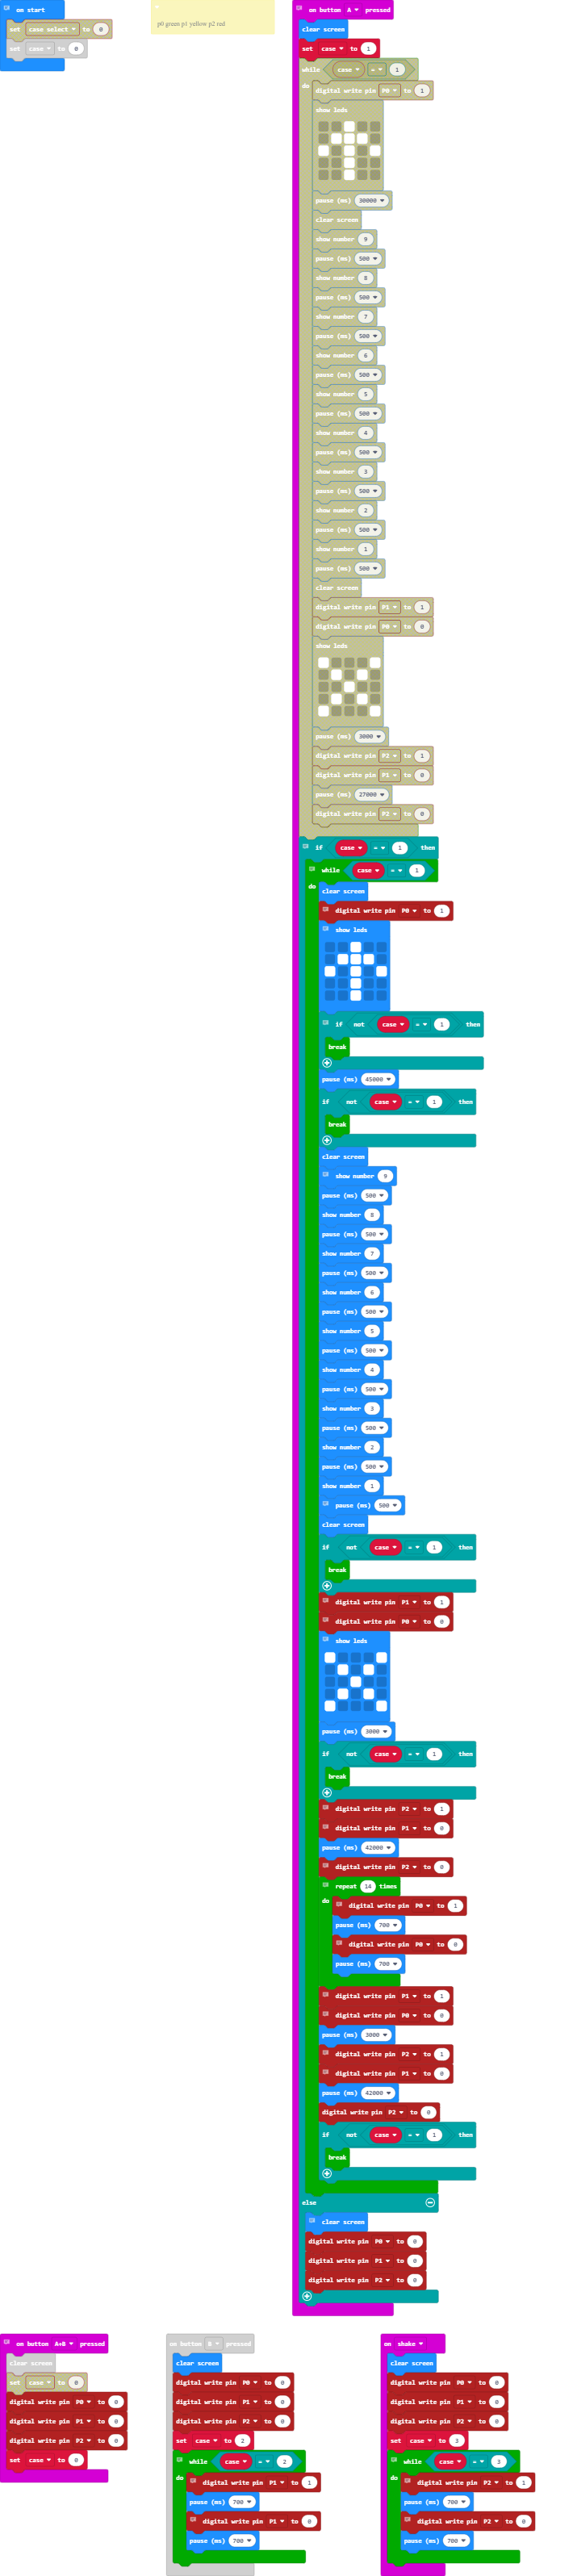 on start
set case select to 0
set case to 0
p0 green p1 yellow p2 red
on button A pressed
clear screen
set case to 1
while case = 1
do
digital write pin P0 to 1
show leds
pause (ms) 30000
clear screen
show number 9
pause (ms) 500
show number 8
pause (ms) 500
show number 7
pause (ms) 500
show number 6
pause (ms) 500
show number 5
pause (ms) 500
show number 4
pause (ms) 500
show number 3
pause (ms) 500
show number 2
pause (ms) 500
show number 1
pause (ms) 500
clear screen
digital write pin P1 to 1
digital write pin P0 to 0
show leds
pause (ms) 3000
digital write pin P2 to 1
digital write pin P1 to 0
pause (ms) 27000
digital write pin P2 to 0
if case = 1 then
while case = 1
do
clear screen
digital write pin P0 to 1
show leds
if not case = 1 then
break
pause (ms) 45000
if not case = 1 then
break
clear screen
show number 9
pause (ms) 500
show number 8
pause (ms) 500
show number 7
pause (ms) 500
show number 6
pause (ms) 500
show number 5
pause (ms) 500
show number 4
pause (ms) 500
show number 3
pause (ms) 500
show number 2
pause (ms) 500
show number 1
pause (ms) 500
clear screen
if not case = 1 then
break
digital write pin P1 to 1
digital write pin P0 to 0
show leds
pause (ms) 3000
if not case = 1 then
break
digital write pin P2 to 1
digital write pin P1 to 0
pause (ms) 42000
digital write pin P2 to 0
repeat 14 times
do
digital write pin P0 to 1
pause (ms) 700
digital write pin P0 to 0
pause (ms) 700
digital write pin P1 to 1
digital write pin P0 to 0
pause (ms) 3000
digital write pin P2 to 1
digital write pin P1 to 0
pause (ms) 42000
digital write pin P2 to 0
if not case = 1 then
break
else
clear screen
digital write pin P0 to 0
digital write pin P1 to 0
digital write pin P2 to 0
on button A+B pressed
clear screen
set case to 0
digital write pin P0 to 0
digital write pin P1 to 0
digital write pin P2 to 0
set case to 0
on button B pressed
clear screen
digital write pin P0 to 0
digital write pin P1 to 0
digital write pin P2 to 0
set case to 2
while case = 2
do
digital write pin P1 to 1
pause (ms) 700
digital write pin P1 to 0
pause (ms) 700
on shake
clear screen
digital write pin P0 to 0
digital write pin P1 to 0
digital write pin P2 to 0
set case to 3
while case = 3
do
digital write pin P2 to 1
pause (ms) 700
digital write pin P2 to 0
pause (ms) 700